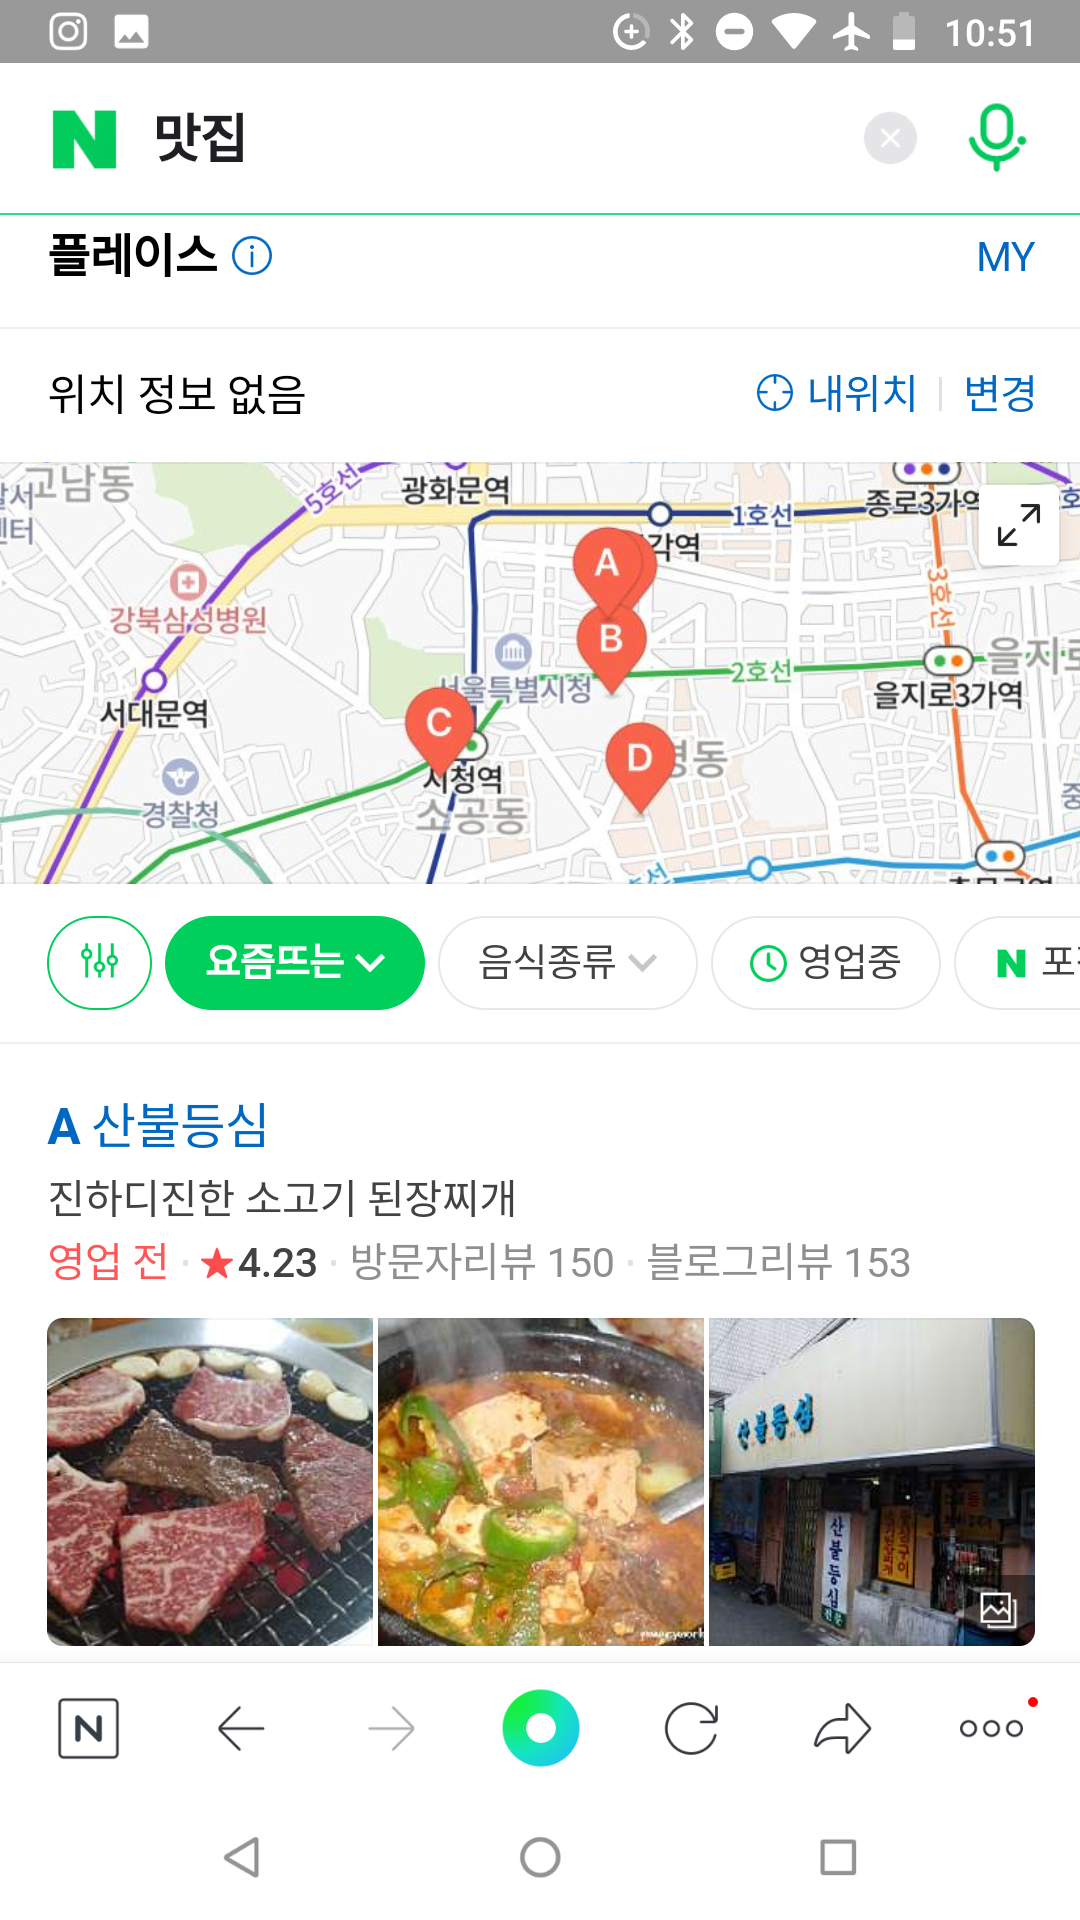 10:51
N 맛집
플레이스 MY
위치 정보 없음 내위치 변경
고남동
5호선
광화문역
1호선
종로3가역
강북삼성병원
A
B
3호선
서울특별시청
2호선
을지로3가역
서대문역
C
D
시청역
소공동
경찰청
요즘뜨는 음식종류 영업중 N
A 산불등심
진하디진한 소고기 된장찌개
영업 전 · 4.23 · 방문자리뷰 150 · 블로그리뷰 153
산불등심
산불등심
N